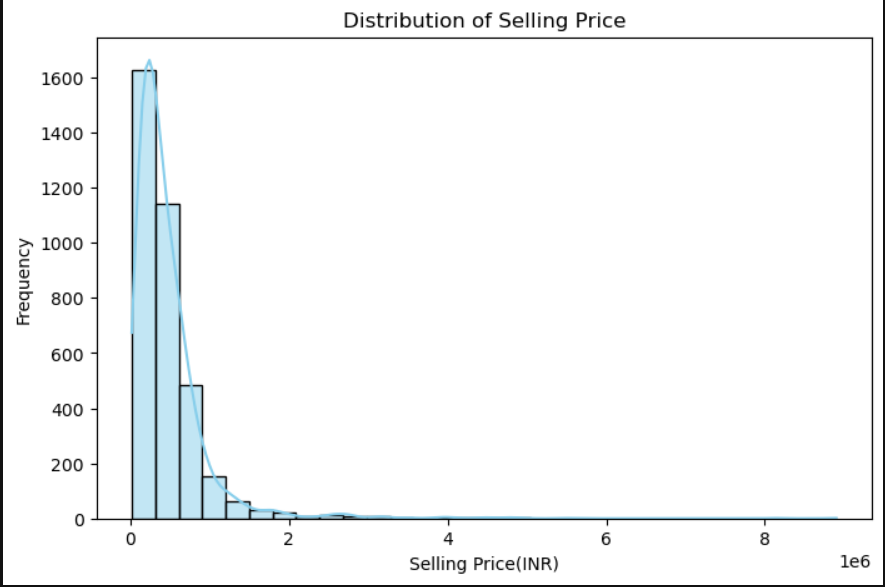 Distribution of Selling Price
1600
1400
1200
1000
800
600
400
200
0
Frequency
0 2 4 6 8
1e6
Selling Price(INR)